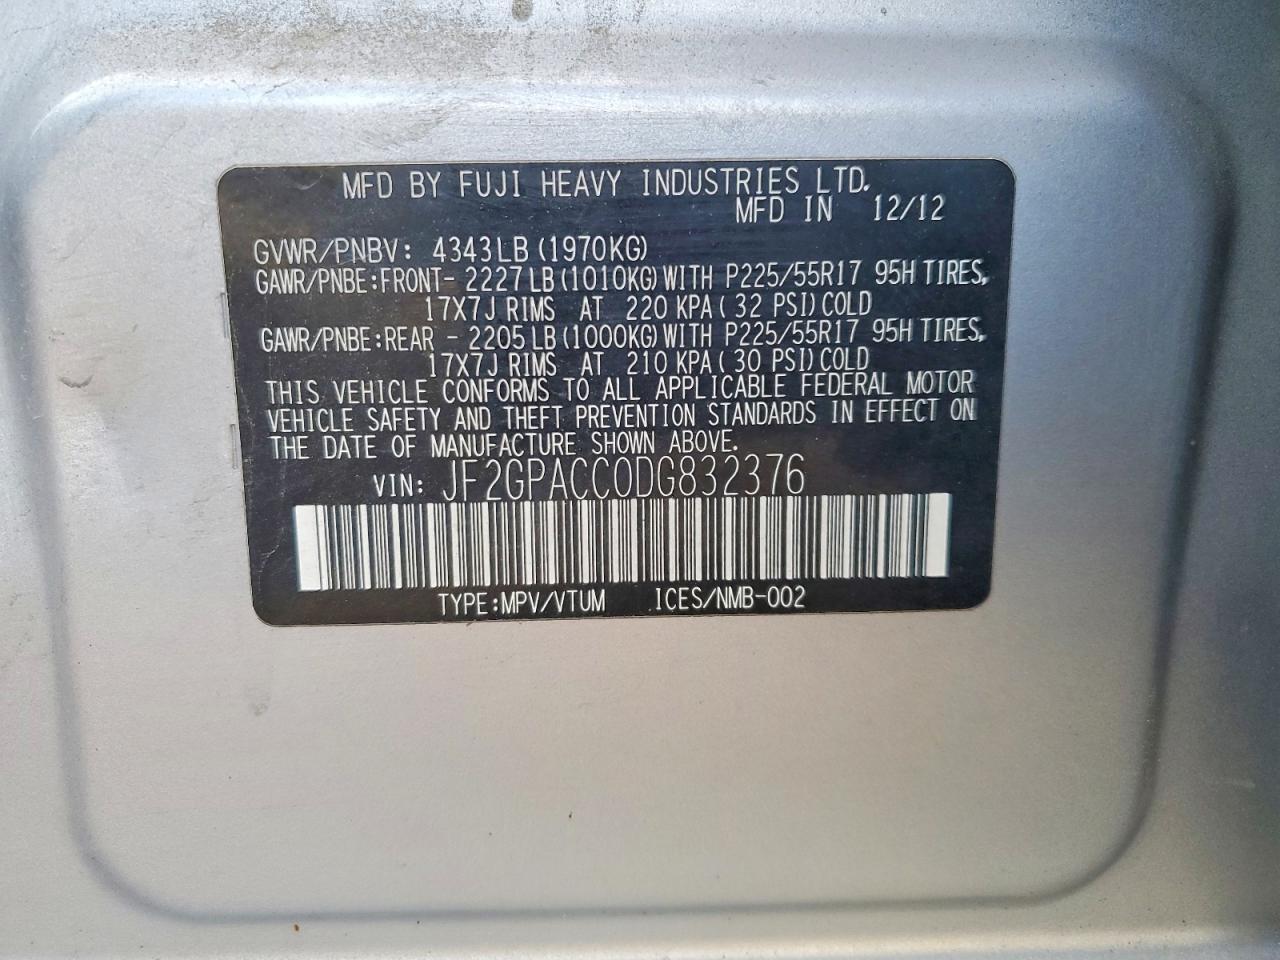 MFD BY FUJI HEAVY INDUSTRIES LTD.
MFD IN 12/12
GVWR/PNBV: 4343LB(1970KG)
GAWR/PNBE:FRONT- 2227LB(1010KG)WITH P225/55R17 95H TIRES,
17X7J RIMS AT 220 KPA(32 PSI)COLD
GAWR/PNBE:REAR - 2205LB(1000KG)WITH P225/55R17 95H TIRES,
17X7J RIMS AT 210 KPA(30 PSI)COLD
THIS VEHICLE CONFORMS TO ALL APPLICABLE FEDERAL MOTOR
VEHICLE SAFETY AND THEFT PREVENTION STANDARDS IN EFFECT ON
THE DATE OF MANUFACTURE SHOWN ABOVE.
VIN: JF2GPACC0DG832376
TYPE:MPV/VTUM ICES/NMB-002